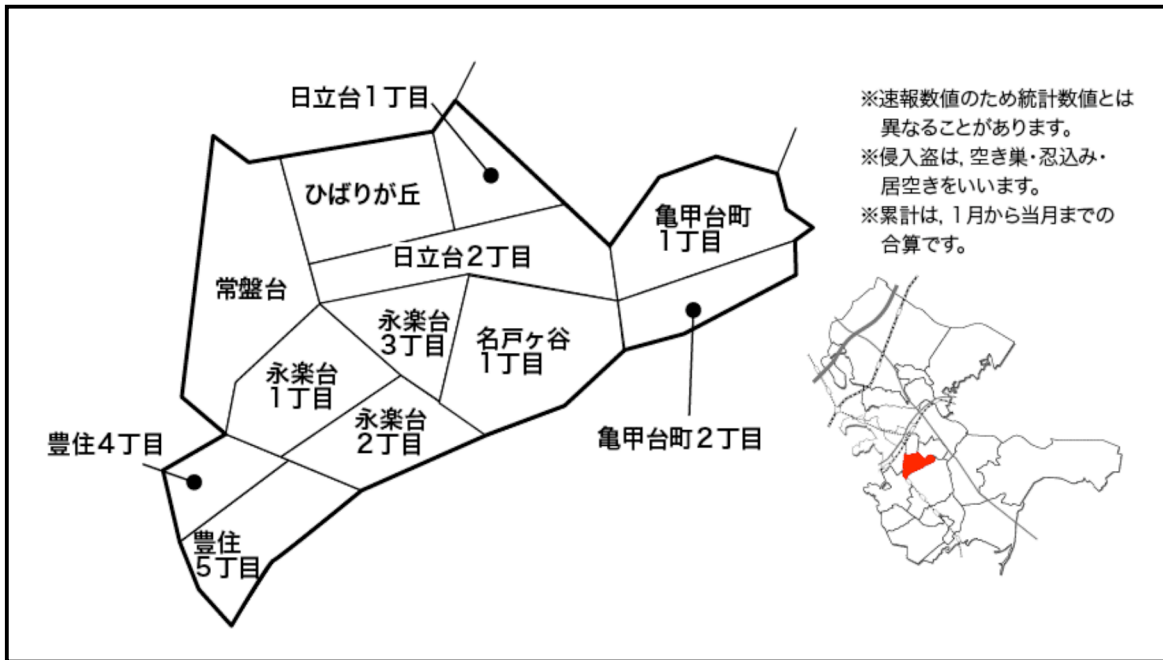 日立台1丁目
ひばりが丘
亀甲台町
1丁目
日立台2丁目
常盤台
永楽台
3丁目
名戸ヶ谷
1丁目
永楽台
1丁目
永楽台
2丁目
亀甲台町2丁目
豊住4丁目
豊住
5丁目
※速報数値のため統計数値とは
異なることがあります。
※侵入盗は,空き巣・忍込み・
居空きをいいます。
※累計は,1月から当月までの
合算です。